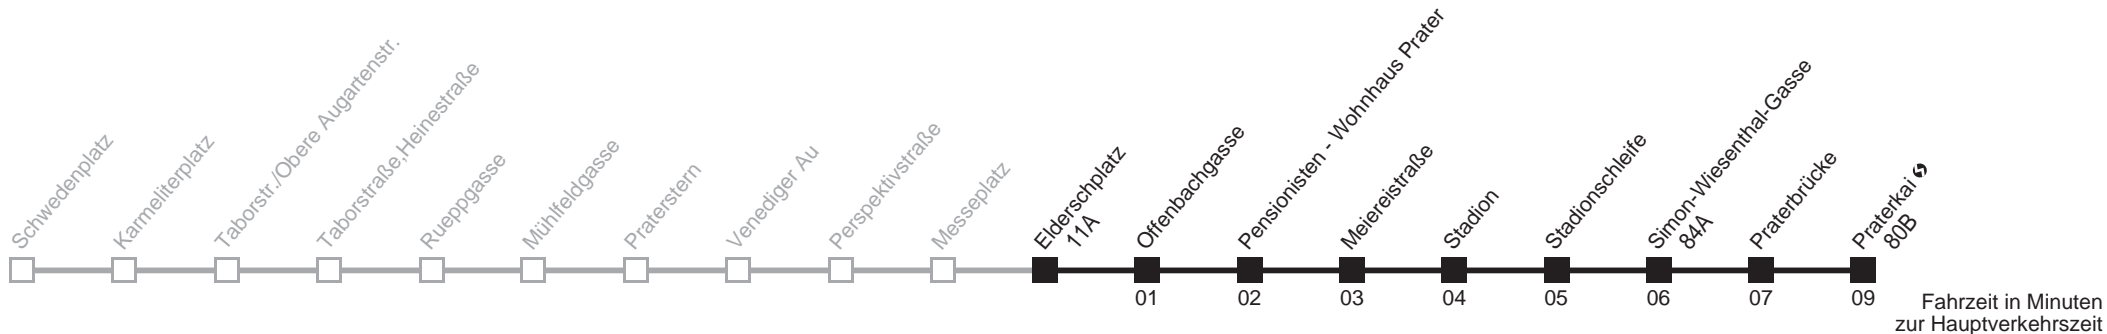 Schwedenplatz
Karmeliterplatz
Taborstr./Obere Augartenstr.
Taborstraße,Heinestraße
Rueppgasse
Mühlfeldgasse
Praterstern
Venediger Au
Perspektivstraße
Messeplatz
Elderschplatz
11A
Offenbachgasse
Pensionisten - Wohnhaus Prater
Meiereistraße
Stadion
Stadionschleife
Simon-Wiesenthal-Gasse
84A
Praterbrücke
Praterkai
80B
01 02 03 04 05 06 07 09
Fahrzeit in Minuten
zur Hauptverkehrszeit